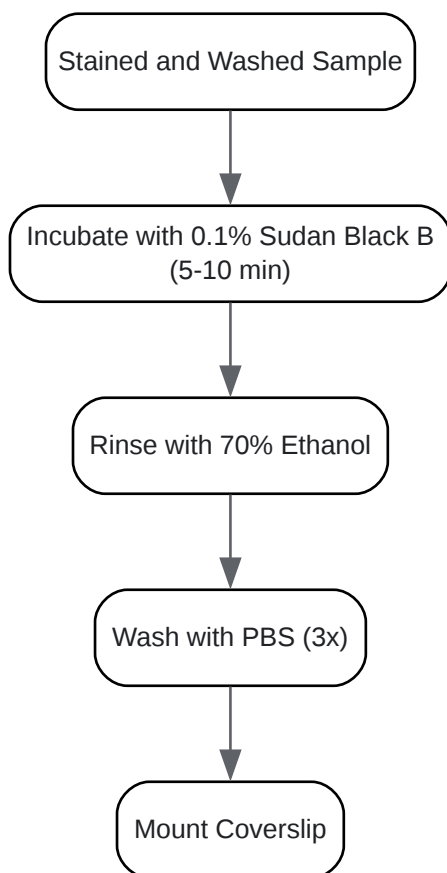 Stained and Washed Sample
Incubate with 0.1% Sudan Black B
(5-10 min)
Rinse with 70% Ethanol
Wash with PBS (3x)
Mount Coverslip